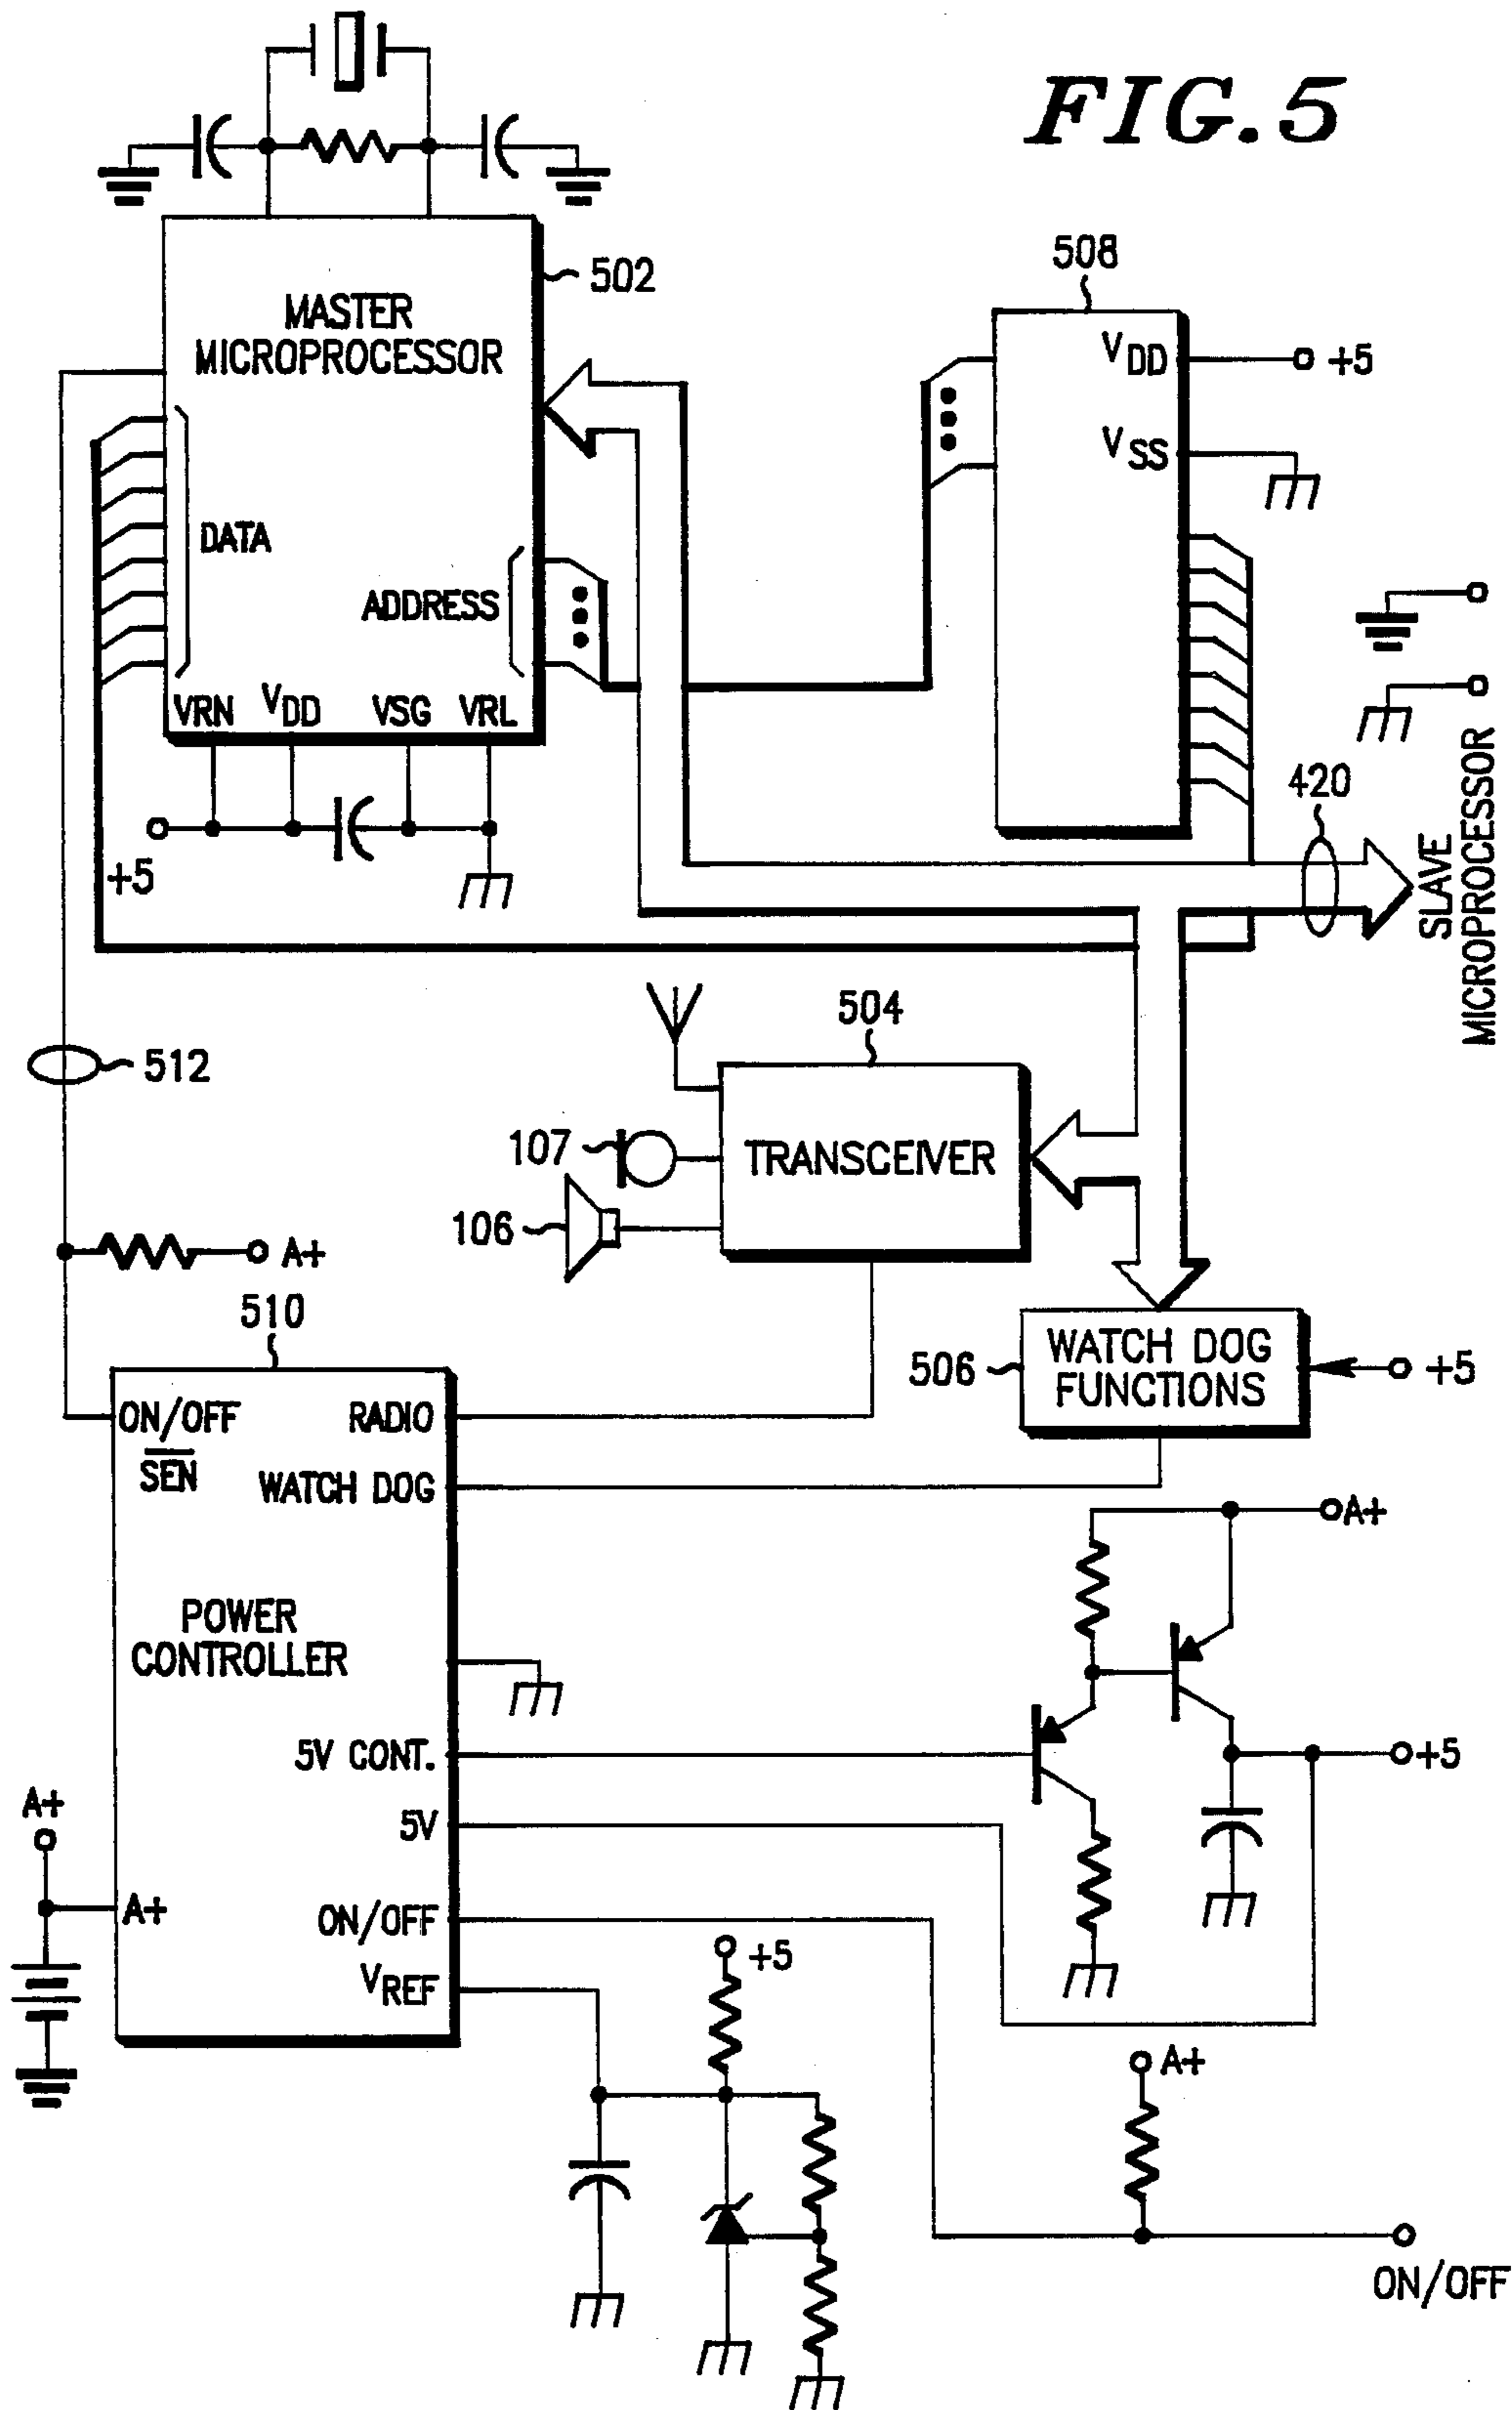 FIG.5
502
MASTER
MICROPROCESSOR
508
VDD
+5
VSS
DATA
ADDRESS
VRN VDD VSG VRL
+5
420
SLAVE
MICROPROCESSOR
504
512
107
TRANSCEIVER
106
A+
510
506
WATCH DOG
FUNCTIONS
+5
ON/OFF
SEN
RADIO
WATCH DOG
A+
POWER
CONTROLLER
5V CONT.
+5
A+
5V
A+
ON/OFF
VREF
+5
A+
ON/OFF